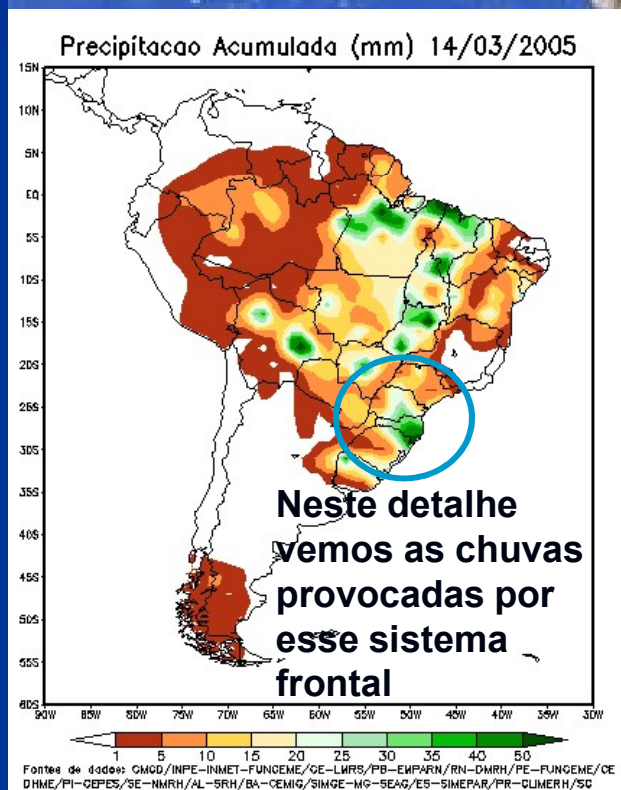 Precipitacao Acumulada (mm) 14/03/2005
15N
10N
5N
EQ
5S
10S
15S
20S
25S
30S
35S
40S
45S
50S
55S
60S
90W 85W 80W 75W 70W 65W 60W 55W 50W 45W 40W 35W 30W
Neste detalhe
vemos as chuvas
provocadas por
esse sistema
frontal
1 5 10 15 20 25 30 35 40 50
Fontes de dados: CMCD/INPE-INMET-FUNCEME/CE-LMRS/PB-EMPARN/RN-DMRH/PE-FUNCEME/CE
DHME/PI-CEPES/SE-NMRH/AL-SRH/BA-CEMIG/SIMGE-MG-SEAG/ES-SIMEPAR/PR-CLIMERH/SC